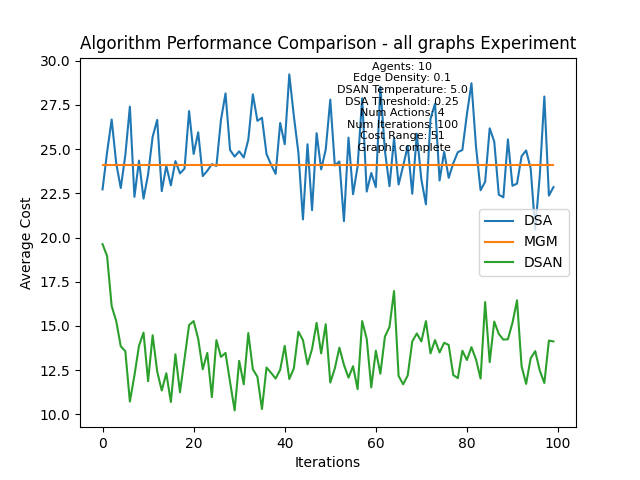 Algorithm Performance Comparison - all graphs Experiment
Agents: 10
Edge Density: 0.1
DSAN Temperature: 5.0
DSA Threshold: 0.25
Num Actions: 4
Num Iterations: 100
Cost Range: 51
Graph: complete
30.0
27.5
25.0
22.5
20.0
17.5
15.0
12.5
10.0
Average Cost
DSA
MGM
DSAN
0 20 40 60 80 100
Iterations